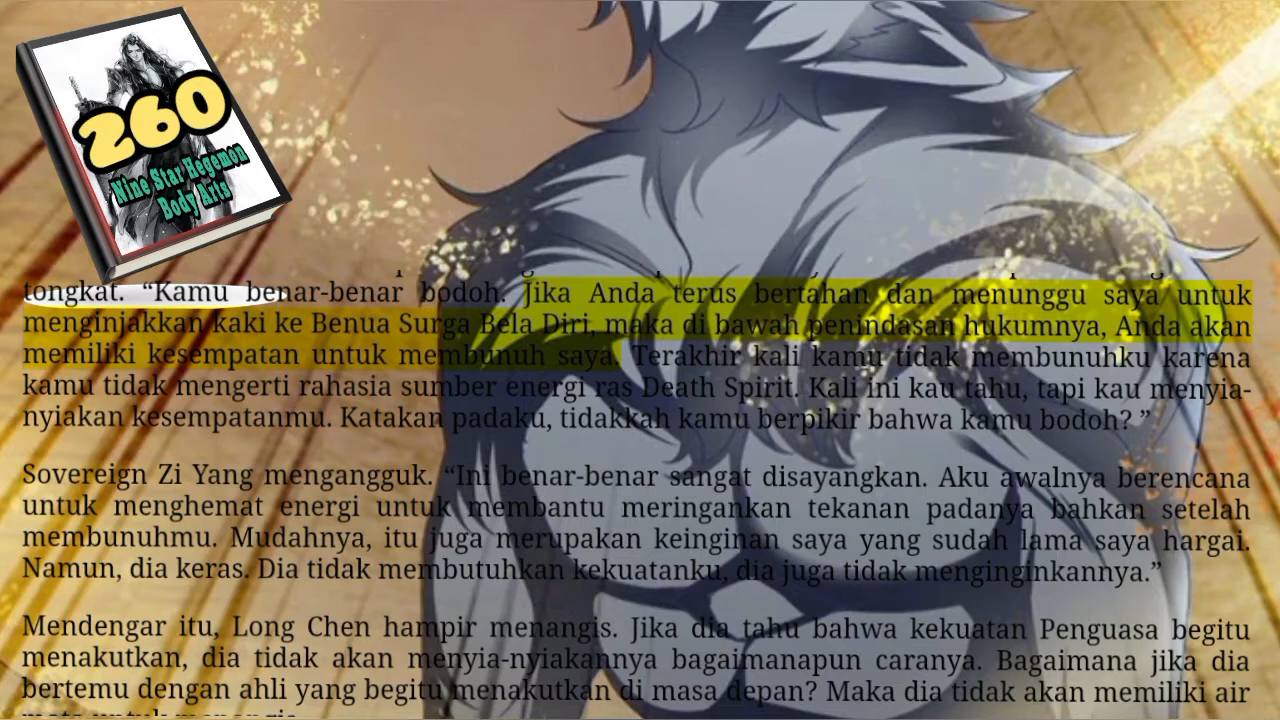 260
Nine Star Hegemon
Body Arts
tongkat. “Kamu benar-benar bodoh. Jika Anda terus bertahan dan menunggu saya untuk
menginjakkan kaki ke Benua Surga Bela Diri, maka di bawah penindasan hukumnya, Anda akan
memiliki kesempatan untuk membunuh saya. Terakhir kali kamu tidak membunuhku karena
kamu tidak mengerti rahasia sumber energi ras Death Spirit. Kali ini kau tahu, tapi kau menyia-
nyiakan kesempatanmu. Katakan padaku, tidakkah kamu berpikir bahwa kamu bodoh? ”
Sovereign Zi Yang mengangguk. “Ini benar-benar sangat disayangkan. Aku awalnya berencana
untuk menghemat energi untuk membantu meringankan tekanan padanya bahkan setelah
membunuhmu. Mudahnya, itu juga merupakan keinginan saya yang sudah lama saya hargai.
Namun, dia keras. Dia tidak membutuhkan kekuatanku, dia juga tidak menginginkannya.”
Mendengar itu, Long Chen hampir menangis. Jika dia tahu bahwa kekuatan Penguasa begitu
menakutkan, dia tidak akan menyia-nyiakannya bagaimanapun caranya. Bagaimana jika dia
bertemu dengan ahli yang begitu menakutkan di masa depan? Maka dia tidak akan memiliki air